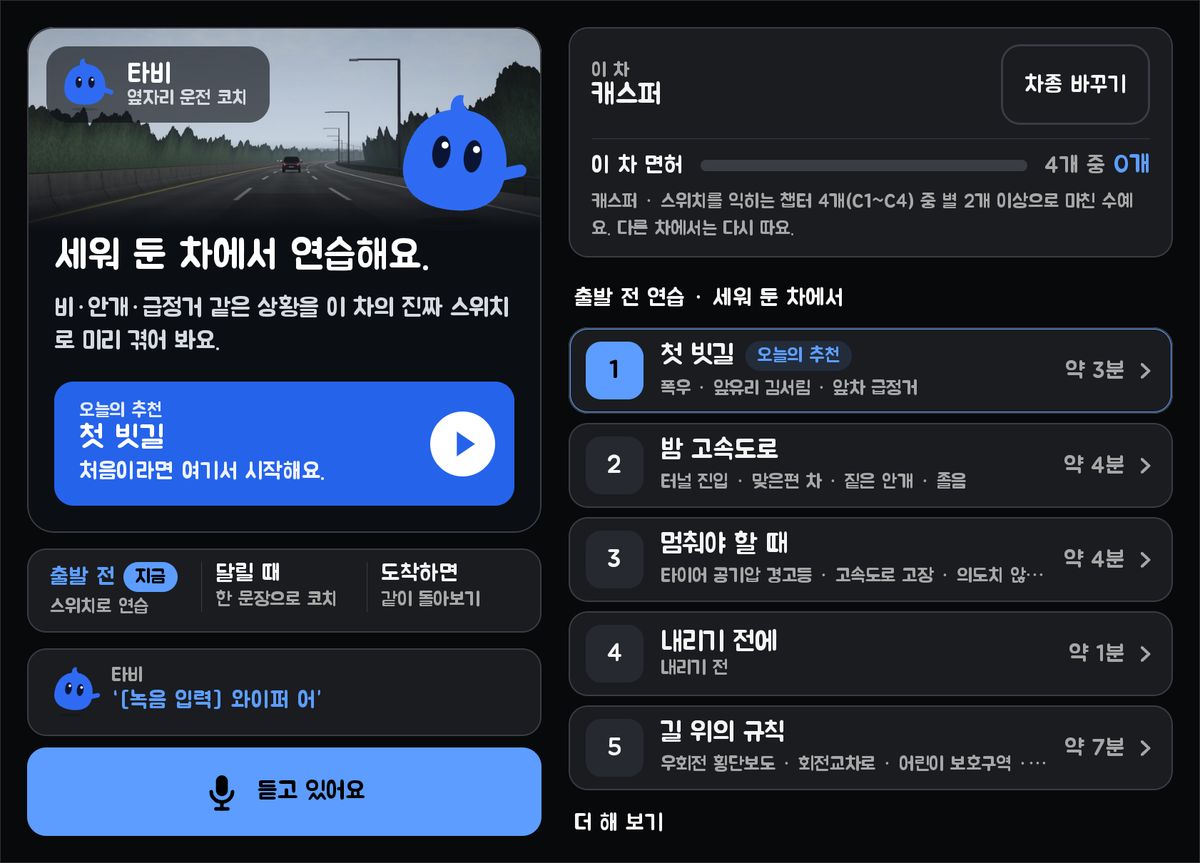 타비
옆자리 운전 코치
세워 둔 차에서 연습해요.
비·안개·급정거 같은 상황을 이 차의 진짜 스위치
로 미리 겪어 봐요.
오늘의 추천
첫 빗길
처음이라면 여기서 시작해요.
출발 전 지금
스위치로 연습
달릴 때
한 문장으로 코치
도착하면
같이 돌아보기
타비
‘[녹음 입력] 와이퍼 어’
듣고 있어요
이 차
캐스퍼
차종 바꾸기
이 차 면허 4개 중 0개
캐스퍼 · 스위치를 익히는 챕터 4개(C1~C4) 중 별 2개 이상으로 마친 수예
요. 다른 차에서는 다시 따요.
출발 전 연습 · 세워 둔 차에서
1
첫 빗길 오늘의 추천
폭우 · 앞유리 김서림 · 앞차 급정거
약 3분
2
밤 고속도로
터널 진입 · 맞은편 차 · 짙은 안개 · 졸음
약 4분
3
멈춰야 할 때
타이어 공기압 경고등 · 고속도로 고장 · 의도치 않…
약 4분
4
내리기 전에
내리기 전
약 1분
5
길 위의 규칙
우회전 횡단보도 · 회전교차로 · 어린이 보호구역 ·…
약 7분
더 해 보기